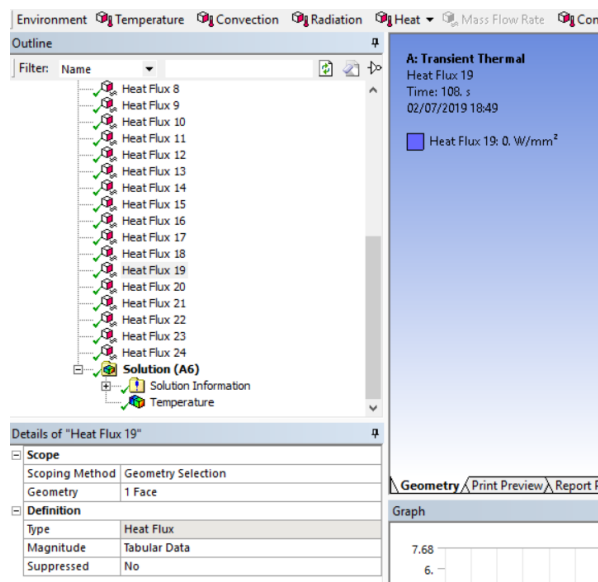 Environment Temperature Convection Radiation Heat Mass Flow Rate Con
Outline
Filter: Name
Heat Flux 8
Heat Flux 9
Heat Flux 10
Heat Flux 11
Heat Flux 12
Heat Flux 13
Heat Flux 14
Heat Flux 15
Heat Flux 16
Heat Flux 17
Heat Flux 18
Heat Flux 19
Heat Flux 20
Heat Flux 21
Heat Flux 22
Heat Flux 23
Heat Flux 24
Solution (A6)
Solution Information
Temperature
Details of "Heat Flux 19"
Scope
Scoping Method Geometry Selection
Geometry 1 Face
Definition
Type Heat Flux
Magnitude Tabular Data
Suppressed No
A: Transient Thermal
Heat Flux 19
Time: 108. s
02/07/2019 18:49
Heat Flux 19: 0. W/mm²
Geometry Print Preview Report P
Graph
7.68
6.